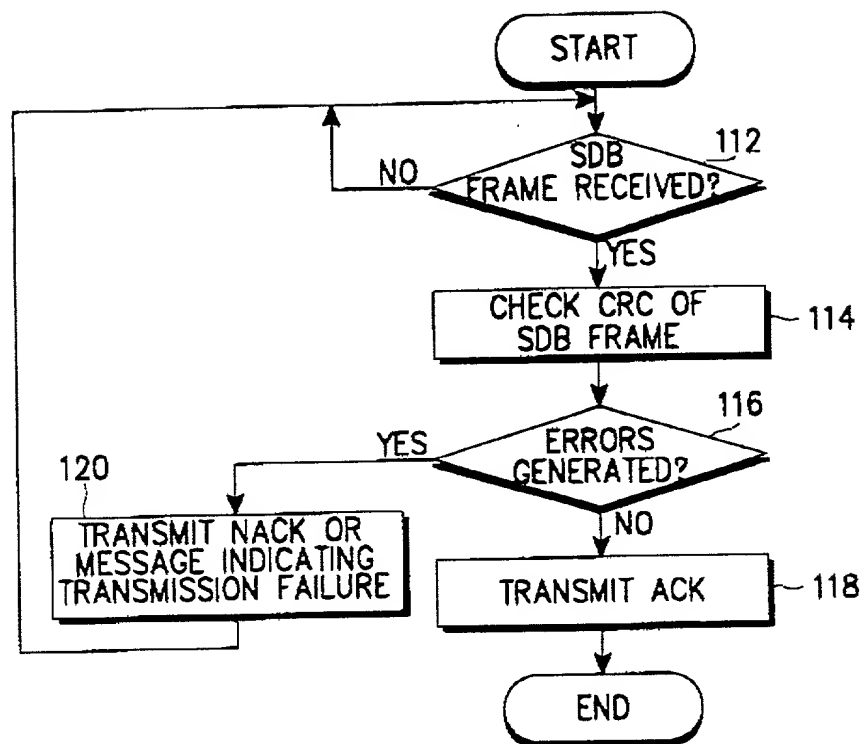 START
112
SDB
FRAME RECEIVED?
NO
YES
CHECK CRC OF
SDB FRAME
114
116
ERRORS
GENERATED?
YES
NO
120
TRANSMIT NACK OR
MESSAGE INDICATING
TRANSMISSION FAILURE
TRANSMIT ACK
118
END